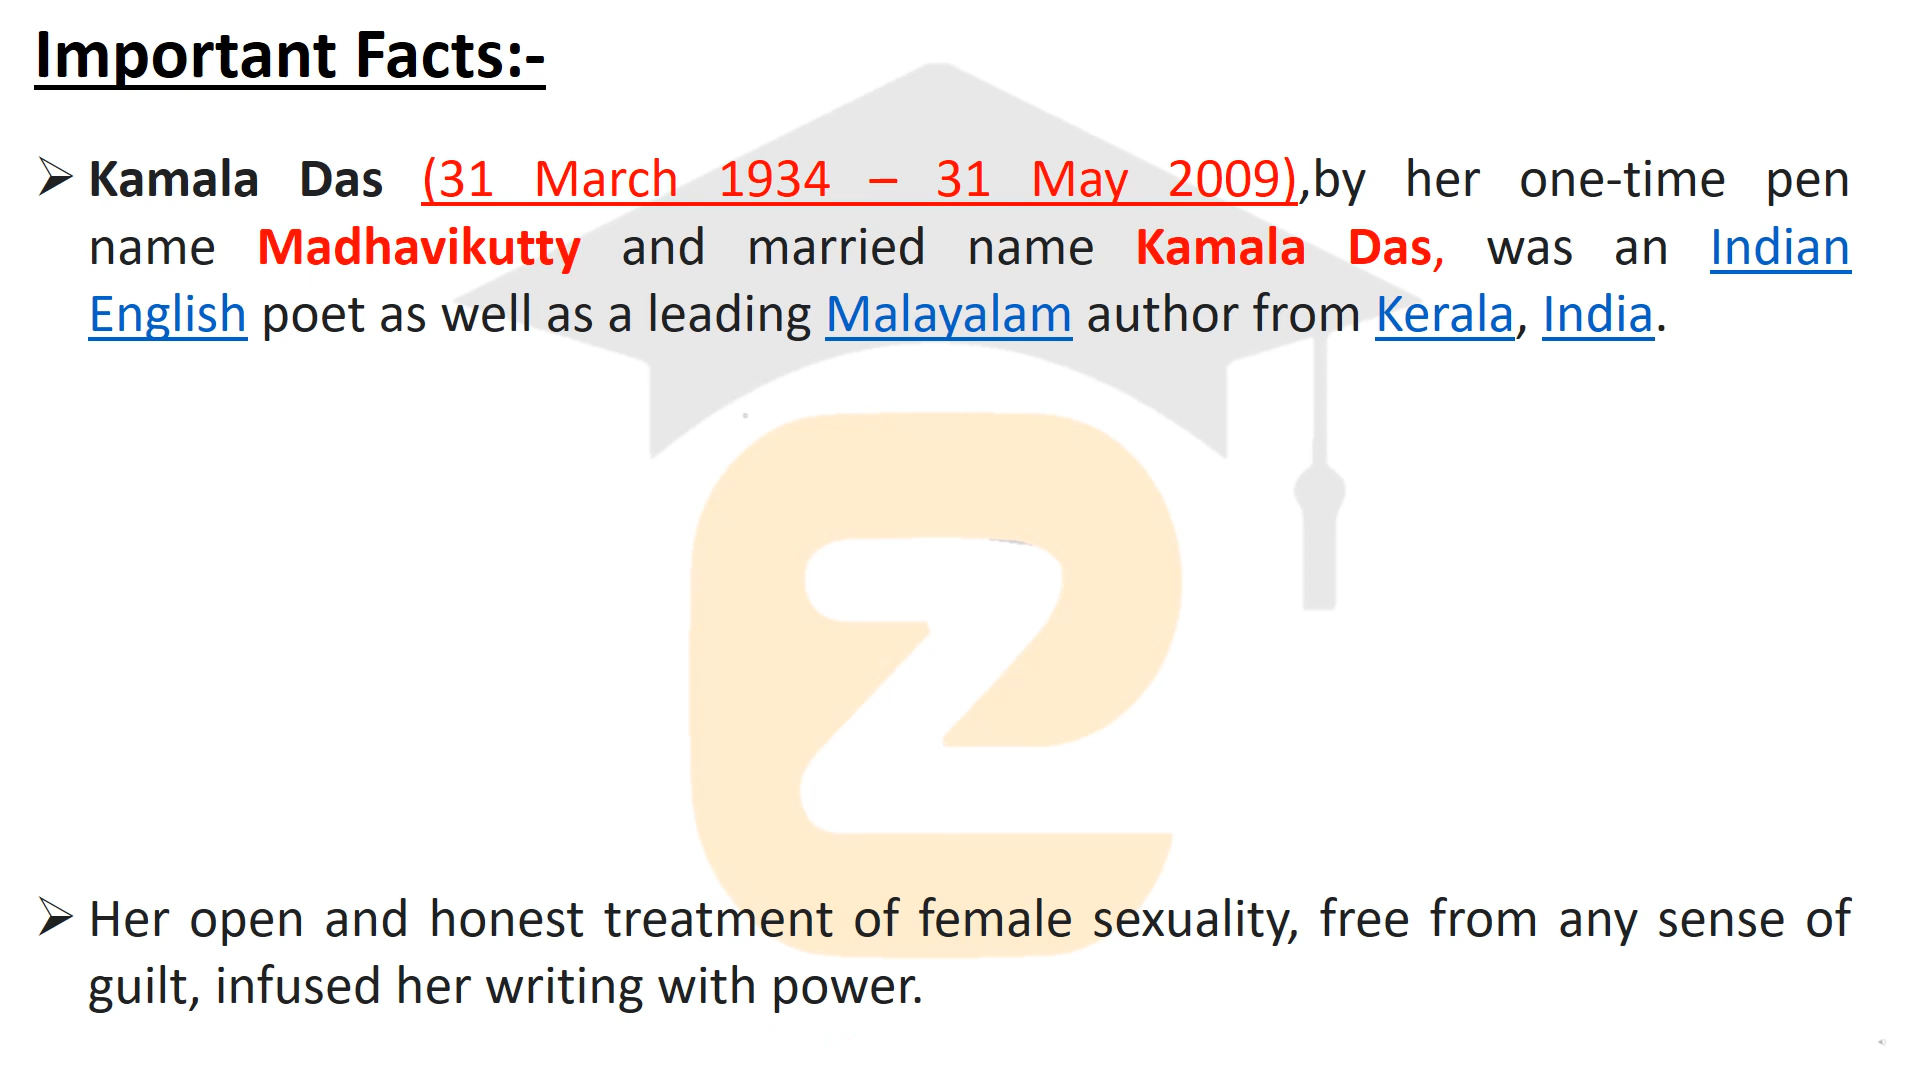 Important Facts:-
➢ Kamala Das (31 March 1934 – 31 May 2009),by her one-time pen
name Madhavikutty and married name Kamala Das, was an Indian
English poet as well as a leading Malayalam author from Kerala, India.
➢ Her open and honest treatment of female sexuality, free from any sense of
guilt, infused her writing with power.